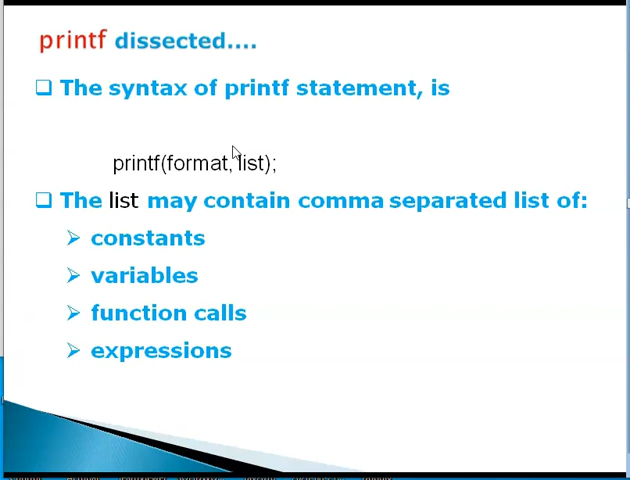 printf dissected....
The syntax of printf statement, is
printf(format, list);
The list may contain comma separated list of:
constants
variables
function calls
expressions